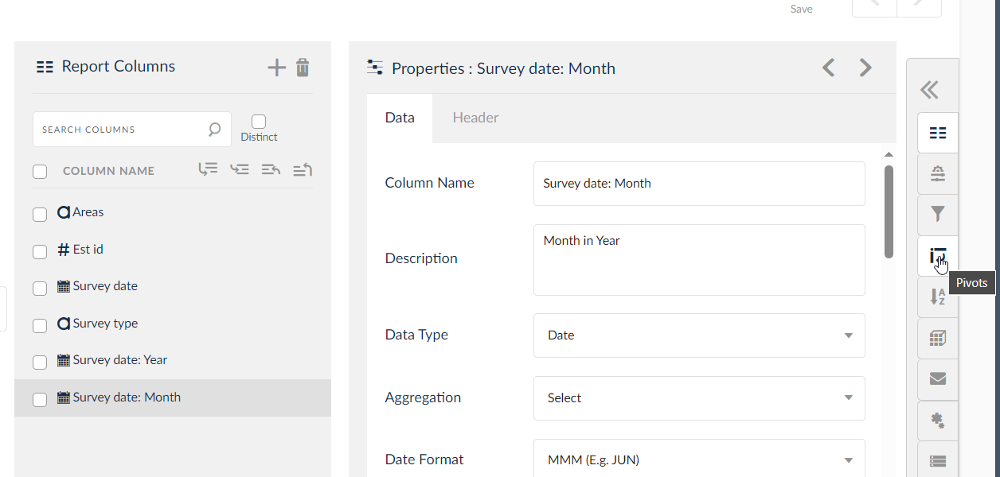 Save
Report Columns
SEARCH COLUMNS
Distinct
COLUMN NAME
Areas
Est id
Survey date
Survey type
Survey date: Year
Survey date: Month
Properties : Survey date: Month
Data
Header
Column Name
Survey date: Month
Description
Month in Year
Data Type
Date
Aggregation
Select
Date Format
MMM (E.g. JUN)
Pivots
A
Z